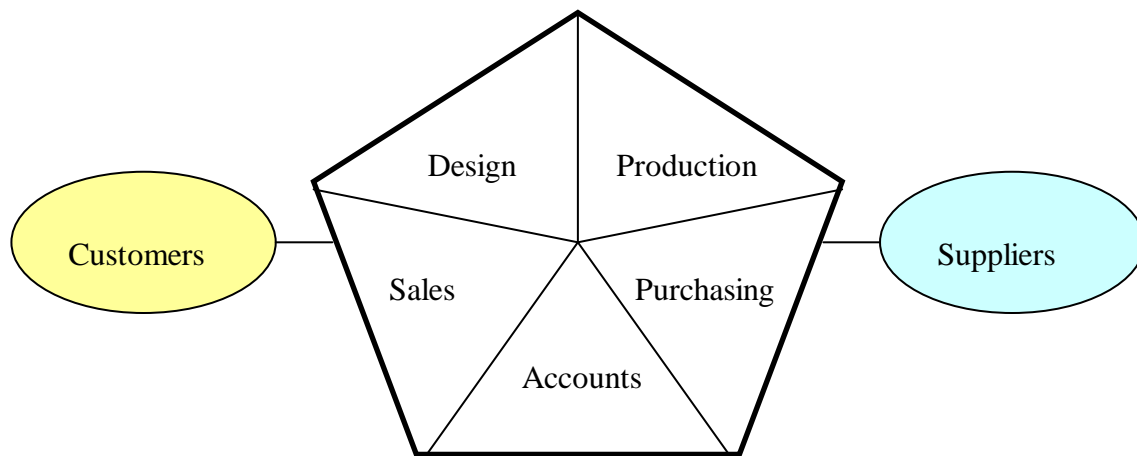 Design
Production
Customers
Suppliers
Sales
Purchasing
Accounts